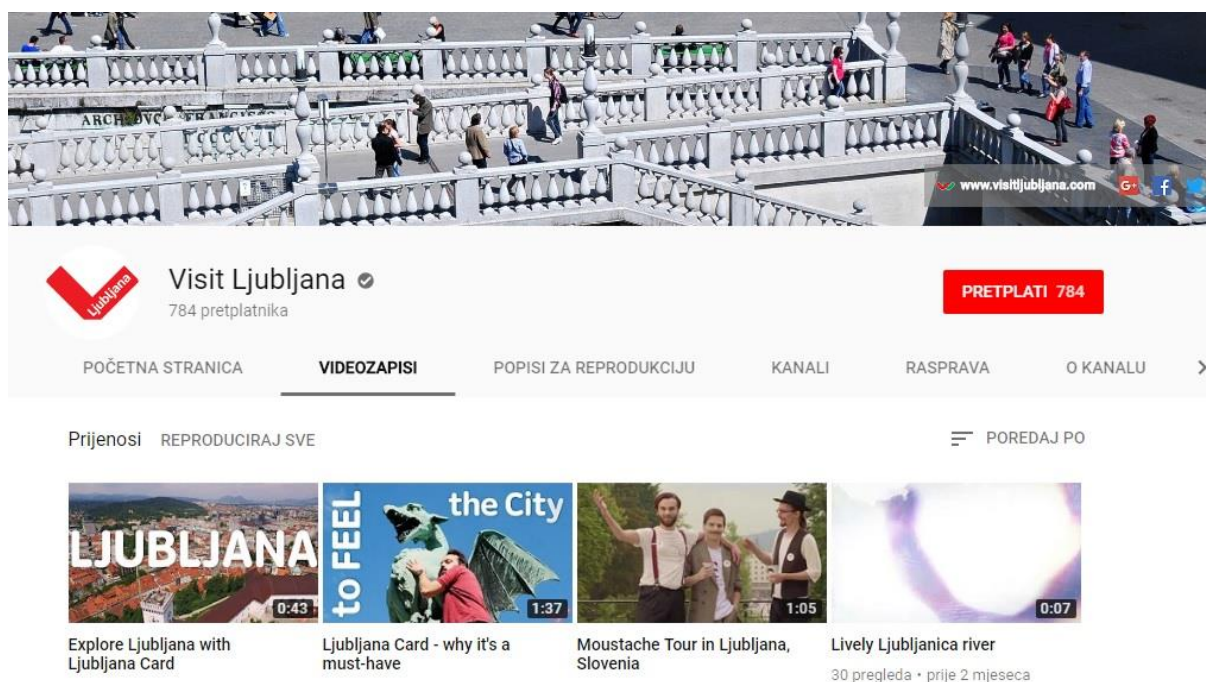 www.visitljubljana.com G+ f
Ljubljana
Visit Ljubljana
784 pretplatnika
PRETPLATI 784
POČETNA STRANICA VIDEOZAPISI POPISI ZA REPRODUKCIJU KANALI RASPRAVA O KANALU
Prijenosi REPRODUCIRAJ SVE POREDAJ PO
LJUBLJANA
0:43
to FEEL the City
1:37
1:05
0:07
Explore Ljubljana with
Ljubljana Card
Ljubljana Card - why it's a
must-have
Moustache Tour in Ljubljana,
Slovenia
Lively Ljubljanica river
30 pregleda • prije 2 mjeseca